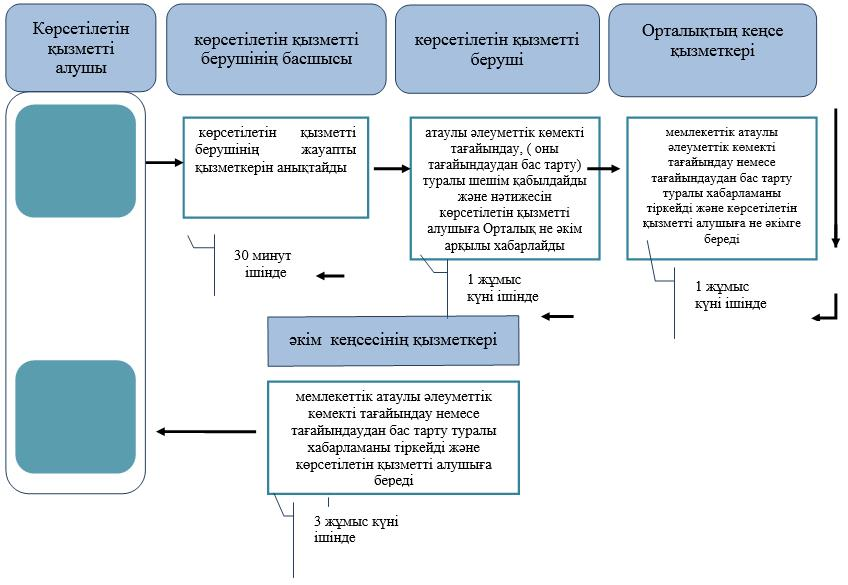 Көрсетілетін
қызметті
алушы
көрсетілетін қызметті
берушінің басшысы
көрсетілетін қызметті
беруші
Орталықтың кеңсе
қызметкері
көрсетілетін қызметті
берушінің жауапты
қызметкерін анықтайды
атаулы әлеуметтік көмекті
тағайындау, ( оны
тағайындаудан бас тарту)
туралы шешім қабылдайды
және нәтижесін
көрсетілетін қызметті
алушыға Орталық не әкім
арқылы хабарлайды
мемлекеттік атаулы
әлеуметтік көмекті
тағайындау немесе
тағайындаудан бас тарту
туралы хабарламаны
тіркейді және көрсетілетін
қызметті алушыға не әкімге
береді
30 минут
ішінде
1 жұмыс
күні ішінде
1 жұмыс
күні ішінде
әкім кеңсесінің қызметкері
мемлекеттік атаулы әлеуметтік
көмекті тағайындау немесе
тағайындаудан бас тарту туралы
хабарламаны тіркейді және
көрсетілетін қызметті алушыға
береді
3 жұмыс күні
ішінде